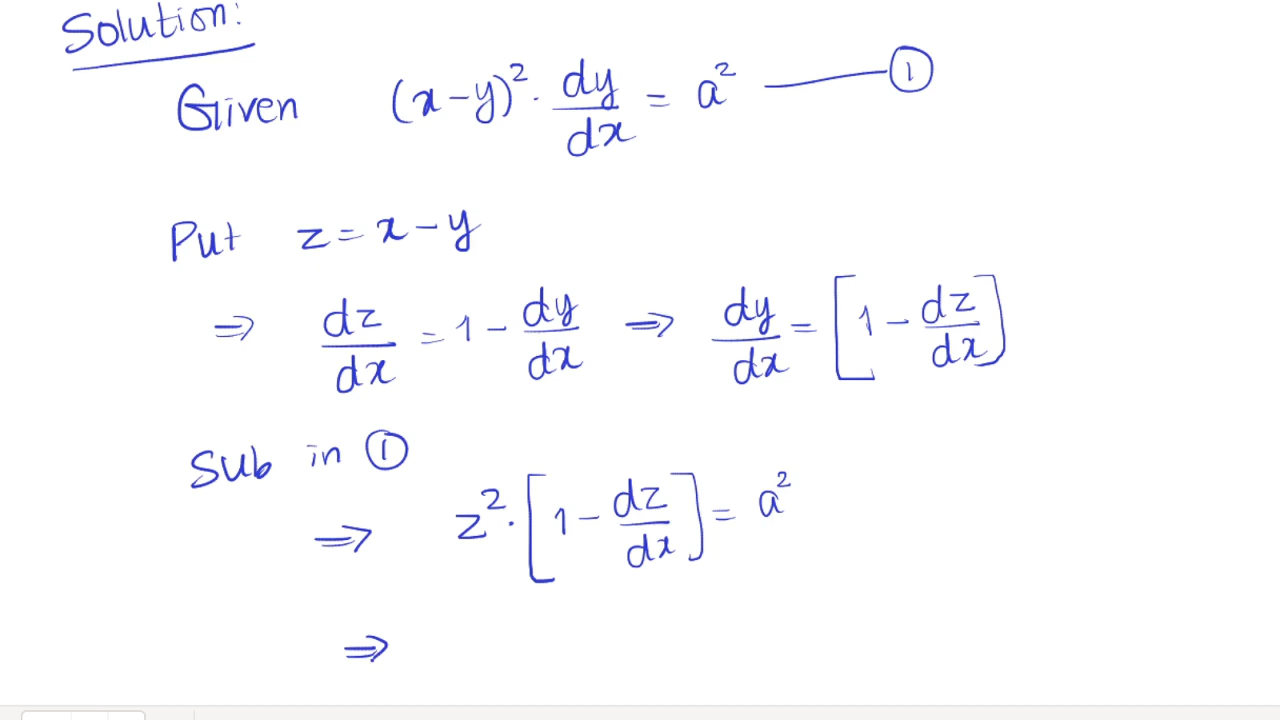 Solution:
Given (x-y)². dy/dx = a² —— ①
Put z = x - y
⇒ dz/dx = 1 - dy/dx ⇒ dy/dx = [1 - dz/dx]
Sub in ①
⇒ z². [1 - dz/dx] = a²
⇒